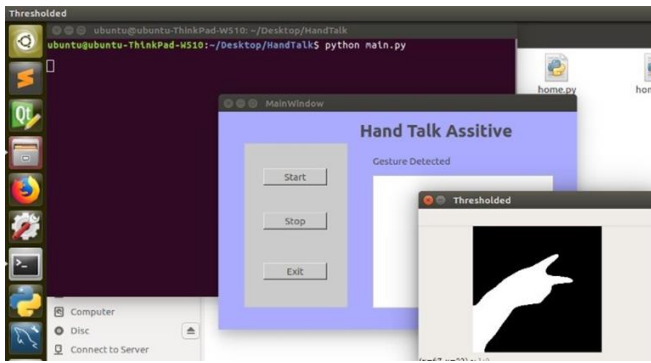 Thresholded
ubuntu@ubuntu-ThinkPad-W510: ~/Desktop/HandTalk
ubuntu@ubuntu-ThinkPad-W510:~/Desktop/HandTalk$ python main.py
home.py
MainWindow
Hand Talk Assitive
Gesture Detected
Start
Stop
Exit
Thresholded
Computer
Disc
Connect to Server